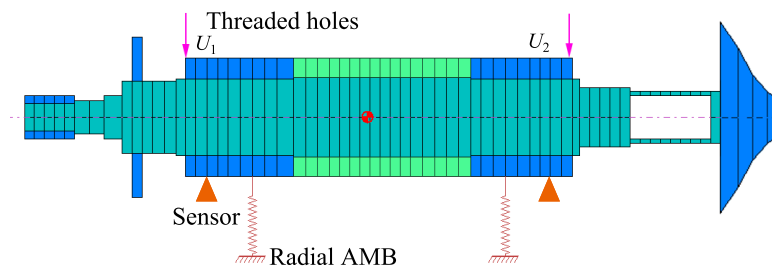 Threaded holes
U1
U2
Sensor
Radial AMB